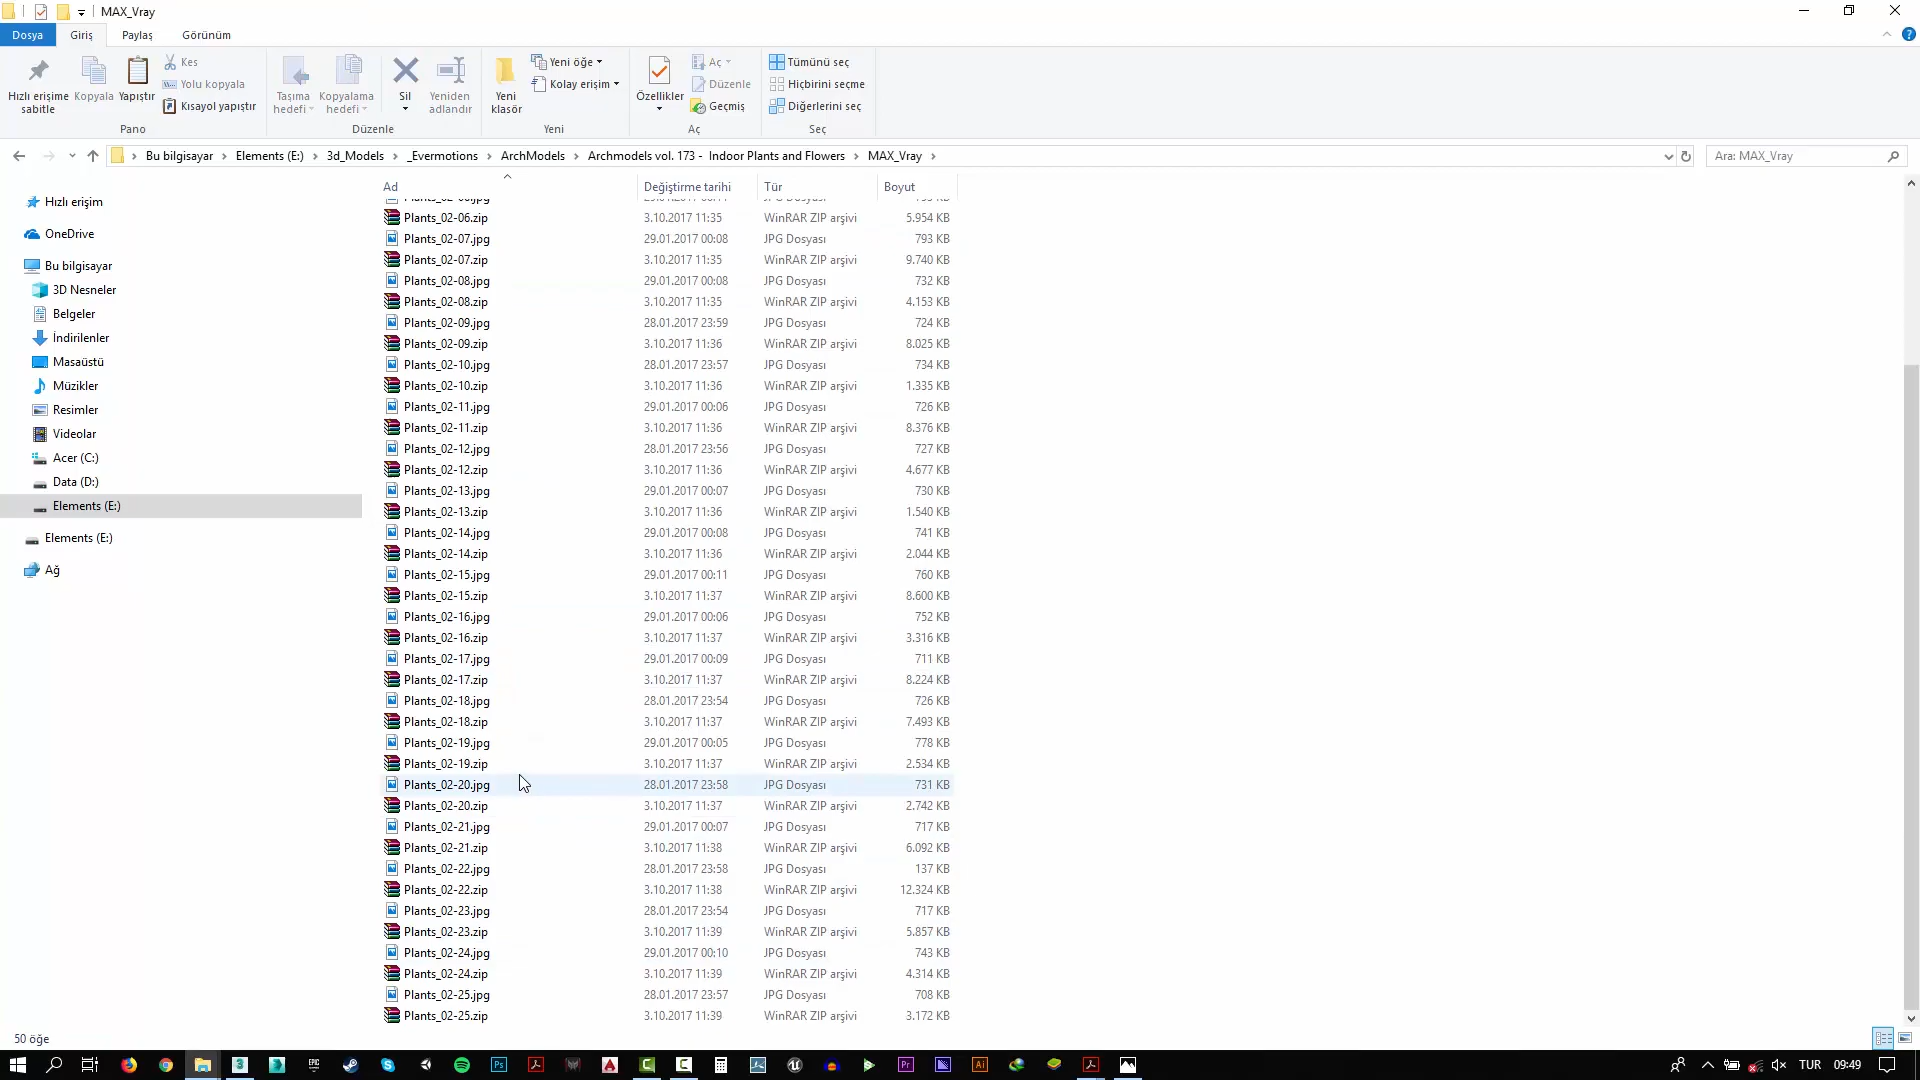 MAX_Vray
Dosya Giriş Paylaş Görünüm
Hızlı erişime sabitle
Kopyala
Yapıştır
Kes
Yolu kopyala
Kısayol yapıştır
Pano
Taşıma hedefi
Kopyalama hedefi
Sil
Yeniden adlandır
Düzenle
Yeni klasör
Yeni öğe
Kolay erişim
Yeni
Özellikler
Aç
Düzenle
Geçmiş
Aç
Tümünü seç
Hiçbirini seçme
Diğerlerini seç
Seç
Bu bilgisayar > Elements (E:) > 3d_Models > _Evermotions > ArchModels > Archmodels vol. 173 - Indoor Plants and Flowers > MAX_Vray >
Ara: MAX_Vray
Hızlı erişim
OneDrive
Bu bilgisayar
3D Nesneler
Belgeler
İndirilenler
Masaüstü
Müzikler
Resimler
Videolar
Acer (C:)
Data (D:)
Elements (E:)
Elements (E:)
Ağ
Ad Değiştirme tarihi Tür Boyut
Plants_02-06.zip 3.10.2017 11:35 WinRAR ZIP arşivi 5.954 KB
Plants_02-07.jpg 29.01.2017 00:08 JPG Dosyası 793 KB
Plants_02-07.zip 3.10.2017 11:35 WinRAR ZIP arşivi 9.740 KB
Plants_02-08.jpg 29.01.2017 00:08 JPG Dosyası 732 KB
Plants_02-08.zip 3.10.2017 11:35 WinRAR ZIP arşivi 4.153 KB
Plants_02-09.jpg 28.01.2017 23:59 JPG Dosyası 724 KB
Plants_02-09.zip 3.10.2017 11:36 WinRAR ZIP arşivi 8.025 KB
Plants_02-10.jpg 28.01.2017 23:57 JPG Dosyası 734 KB
Plants_02-10.zip 3.10.2017 11:36 WinRAR ZIP arşivi 1.335 KB
Plants_02-11.jpg 29.01.2017 00:06 JPG Dosyası 726 KB
Plants_02-11.zip 3.10.2017 11:36 WinRAR ZIP arşivi 8.376 KB
Plants_02-12.jpg 28.01.2017 23:56 JPG Dosyası 727 KB
Plants_02-12.zip 3.10.2017 11:36 WinRAR ZIP arşivi 4.677 KB
Plants_02-13.jpg 29.01.2017 00:07 JPG Dosyası 730 KB
Plants_02-13.zip 3.10.2017 11:36 WinRAR ZIP arşivi 1.540 KB
Plants_02-14.jpg 29.01.2017 00:08 JPG Dosyası 741 KB
Plants_02-14.zip 3.10.2017 11:36 WinRAR ZIP arşivi 2.044 KB
Plants_02-15.jpg 29.01.2017 00:11 JPG Dosyası 760 KB
Plants_02-15.zip 3.10.2017 11:37 WinRAR ZIP arşivi 8.600 KB
Plants_02-16.jpg 29.01.2017 00:06 JPG Dosyası 752 KB
Plants_02-16.zip 3.10.2017 11:37 WinRAR ZIP arşivi 3.316 KB
Plants_02-17.jpg 29.01.2017 00:09 JPG Dosyası 711 KB
Plants_02-17.zip 3.10.2017 11:37 WinRAR ZIP arşivi 8.224 KB
Plants_02-18.jpg 28.01.2017 23:54 JPG Dosyası 726 KB
Plants_02-18.zip 3.10.2017 11:37 WinRAR ZIP arşivi 7.493 KB
Plants_02-19.jpg 29.01.2017 00:05 JPG Dosyası 778 KB
Plants_02-19.zip 3.10.2017 11:37 WinRAR ZIP arşivi 2.534 KB
Plants_02-20.jpg 28.01.2017 23:58 JPG Dosyası 731 KB
Plants_02-20.zip 3.10.2017 11:37 WinRAR ZIP arşivi 2.742 KB
Plants_02-21.jpg 29.01.2017 00:07 JPG Dosyası 717 KB
Plants_02-21.zip 3.10.2017 11:38 WinRAR ZIP arşivi 6.092 KB
Plants_02-22.jpg 28.01.2017 23:58 JPG Dosyası 137 KB
Plants_02-22.zip 3.10.2017 11:38 WinRAR ZIP arşivi 12.324 KB
Plants_02-23.jpg 28.01.2017 23:54 JPG Dosyası 717 KB
Plants_02-23.zip 3.10.2017 11:39 WinRAR ZIP arşivi 5.857 KB
Plants_02-24.jpg 29.01.2017 00:10 JPG Dosyası 743 KB
Plants_02-24.zip 3.10.2017 11:39 WinRAR ZIP arşivi 4.314 KB
Plants_02-25.jpg 28.01.2017 23:57 JPG Dosyası 708 KB
Plants_02-25.zip 3.10.2017 11:39 WinRAR ZIP arşivi 3.172 KB
50 öğe
TUR 09:49